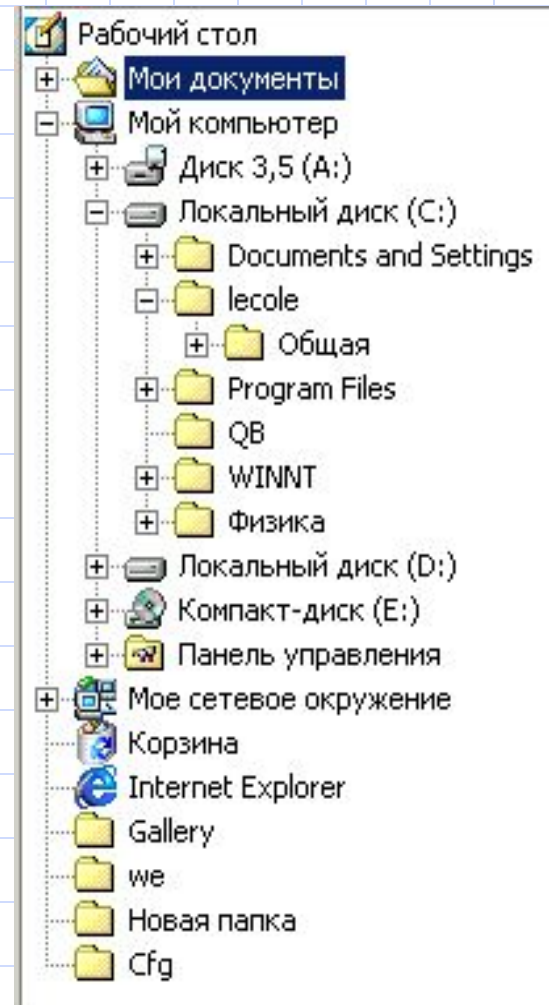 Рабочий стол
Мои документы
Мой компьютер
Диск 3,5 (A:)
Локальный диск (C:)
Documents and Settings
lecole
Общая
Program Files
QB
WINNT
Физика
Локальный диск (D:)
Компакт-диск (E:)
Панель управления
Мое сетевое окружение
Корзина
Internet Explorer
Gallery
we
Новая папка
Cfg